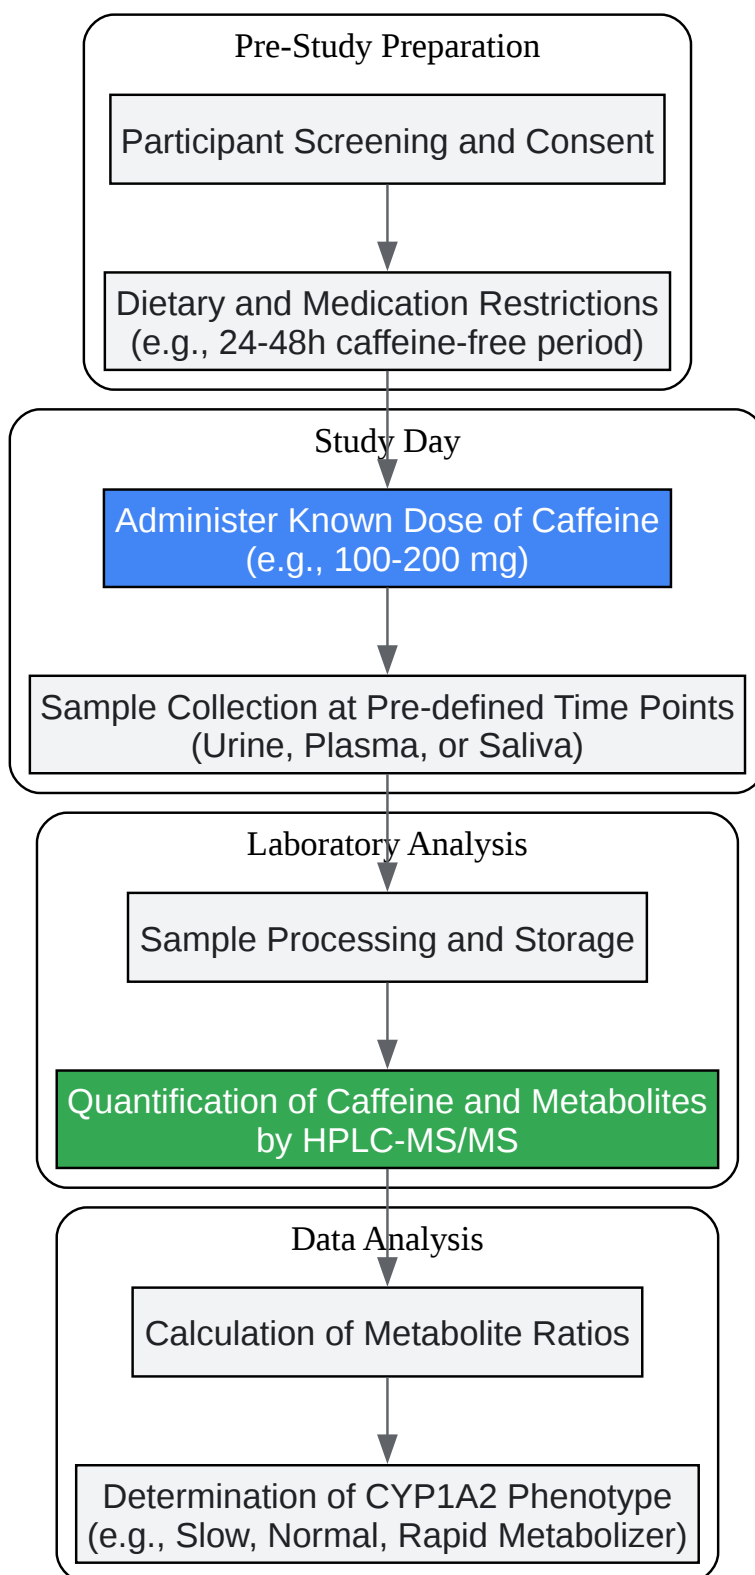 Pre-Study Preparation
Participant Screening and Consent
Dietary and Medication Restrictions
(e.g., 24-48h caffeine-free period)
Study Day
Administer Known Dose of Caffeine
(e.g., 100-200 mg)
Sample Collection at Pre-defined Time Points
(Urine, Plasma, or Saliva)
Laboratory Analysis
Sample Processing and Storage
Quantification of Caffeine and Metabolites
by HPLC-MS/MS
Data Analysis
Calculation of Metabolite Ratios
Determination of CYP1A2 Phenotype
(e.g., Slow, Normal, Rapid Metabolizer)